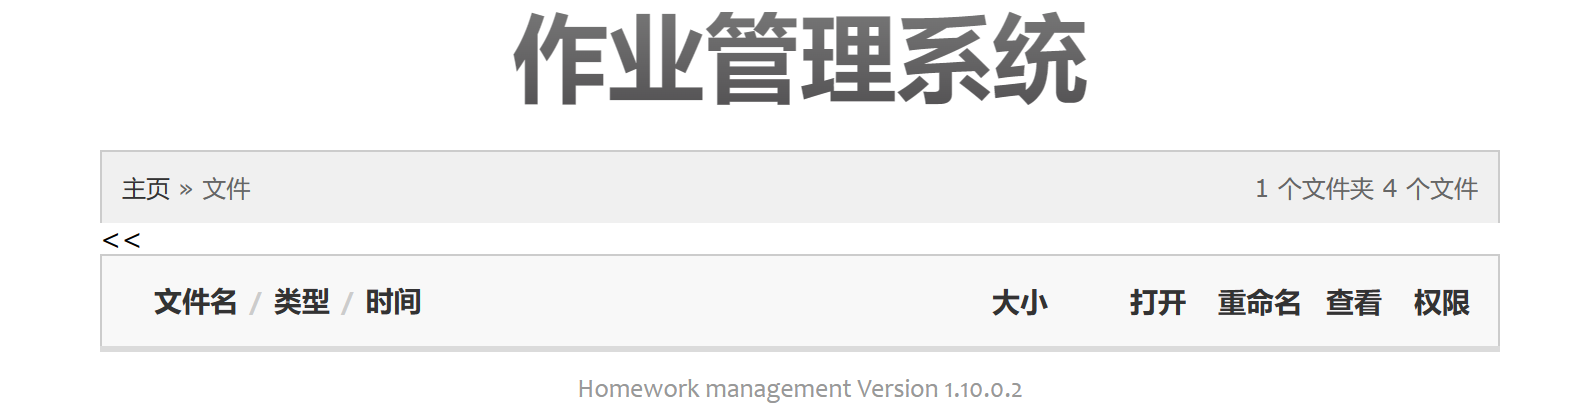 作业管理系统
主页 » 文件 1 个文件夹 4 个文件
<<
文件名 / 类型 / 时间 大小 打开 重命名 查看 权限
Homework management Version 1.10.0.2